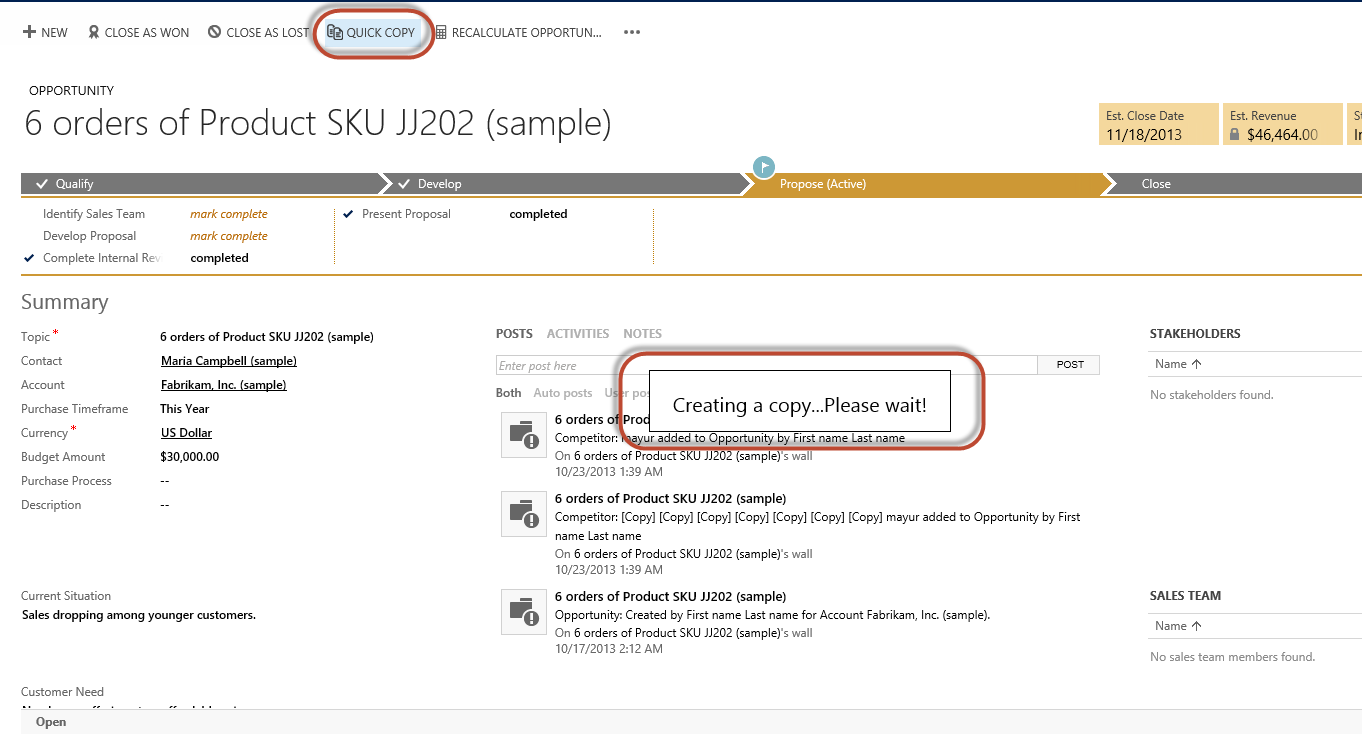 NEW CLOSE AS WON CLOSE AS LOST QUICK COPY RECALCULATE OPPORTUN... •••
OPPORTUNITY
6 orders of Product SKU JJ202 (sample)
Est. Close Date Est. Revenue
11/18/2013 $46,464.00
Qualify Develop Propose (Active) Close
Identify Sales Team mark complete Present Proposal completed
Develop Proposal mark complete
Complete Internal Rev completed
Summary
Topic* 6 orders of Product SKU JJ202 (sample)
Contact Maria Campbell (sample)
Account Fabrikam, Inc. (sample)
Purchase Timeframe This Year
Currency* US Dollar
Budget Amount $30,000.00
Purchase Process --
Description --
Current Situation
Sales dropping among younger customers.
Customer Need
POSTS ACTIVITIES NOTES
Enter post here POST
Both Auto posts User pos
Creating a copy...Please wait!
6 orders of Prod
Competitor: mayur added to Opportunity by First name Last name
On 6 orders of Product SKU JJ202 (sample)'s wall
10/23/2013 1:39 AM
6 orders of Product SKU JJ202 (sample)
Competitor: [Copy] [Copy] [Copy] [Copy] [Copy] [Copy] [Copy] mayur added to Opportunity by First
name Last name
On 6 orders of Product SKU JJ202 (sample)'s wall
10/23/2013 1:39 AM
6 orders of Product SKU JJ202 (sample)
Opportunity: Created by First name Last name for Account Fabrikam, Inc. (sample).
On 6 orders of Product SKU JJ202 (sample)'s wall
10/17/2013 2:12 AM
STAKEHOLDERS
Name ↑
No stakeholders found.
SALES TEAM
Name ↑
No sales team members found.
Open